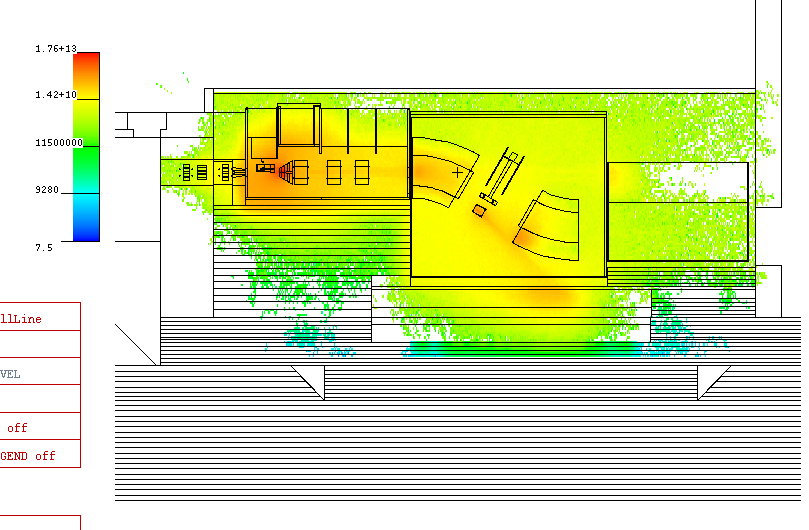 1.76+13
1.42+10
11500000
9280
7.5
llLine
VEL
off
GEND off